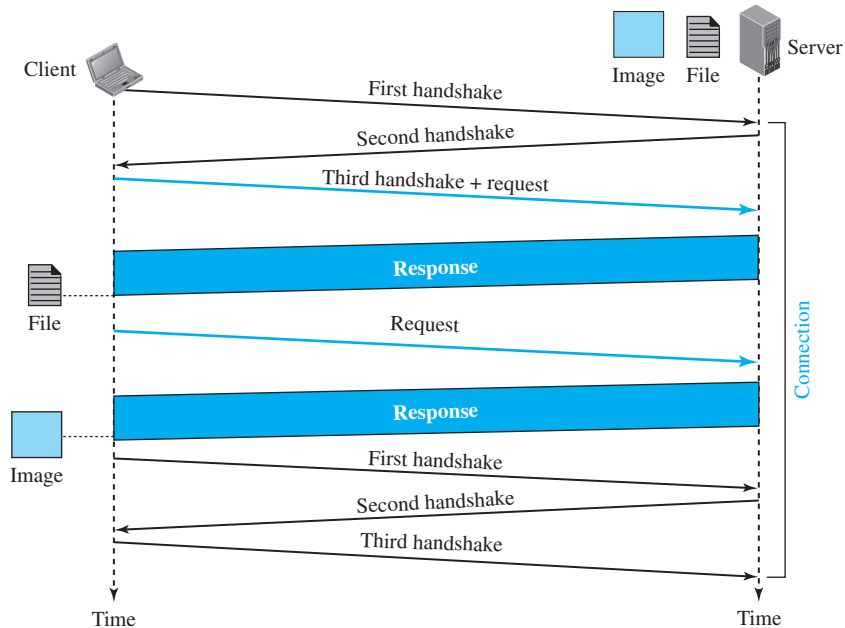 Client
Image
File
Server
First handshake
Second handshake
Third handshake + request
Response
File
Request
Connection
Response
Image
First handshake
Second handshake
Third handshake
Time
Time